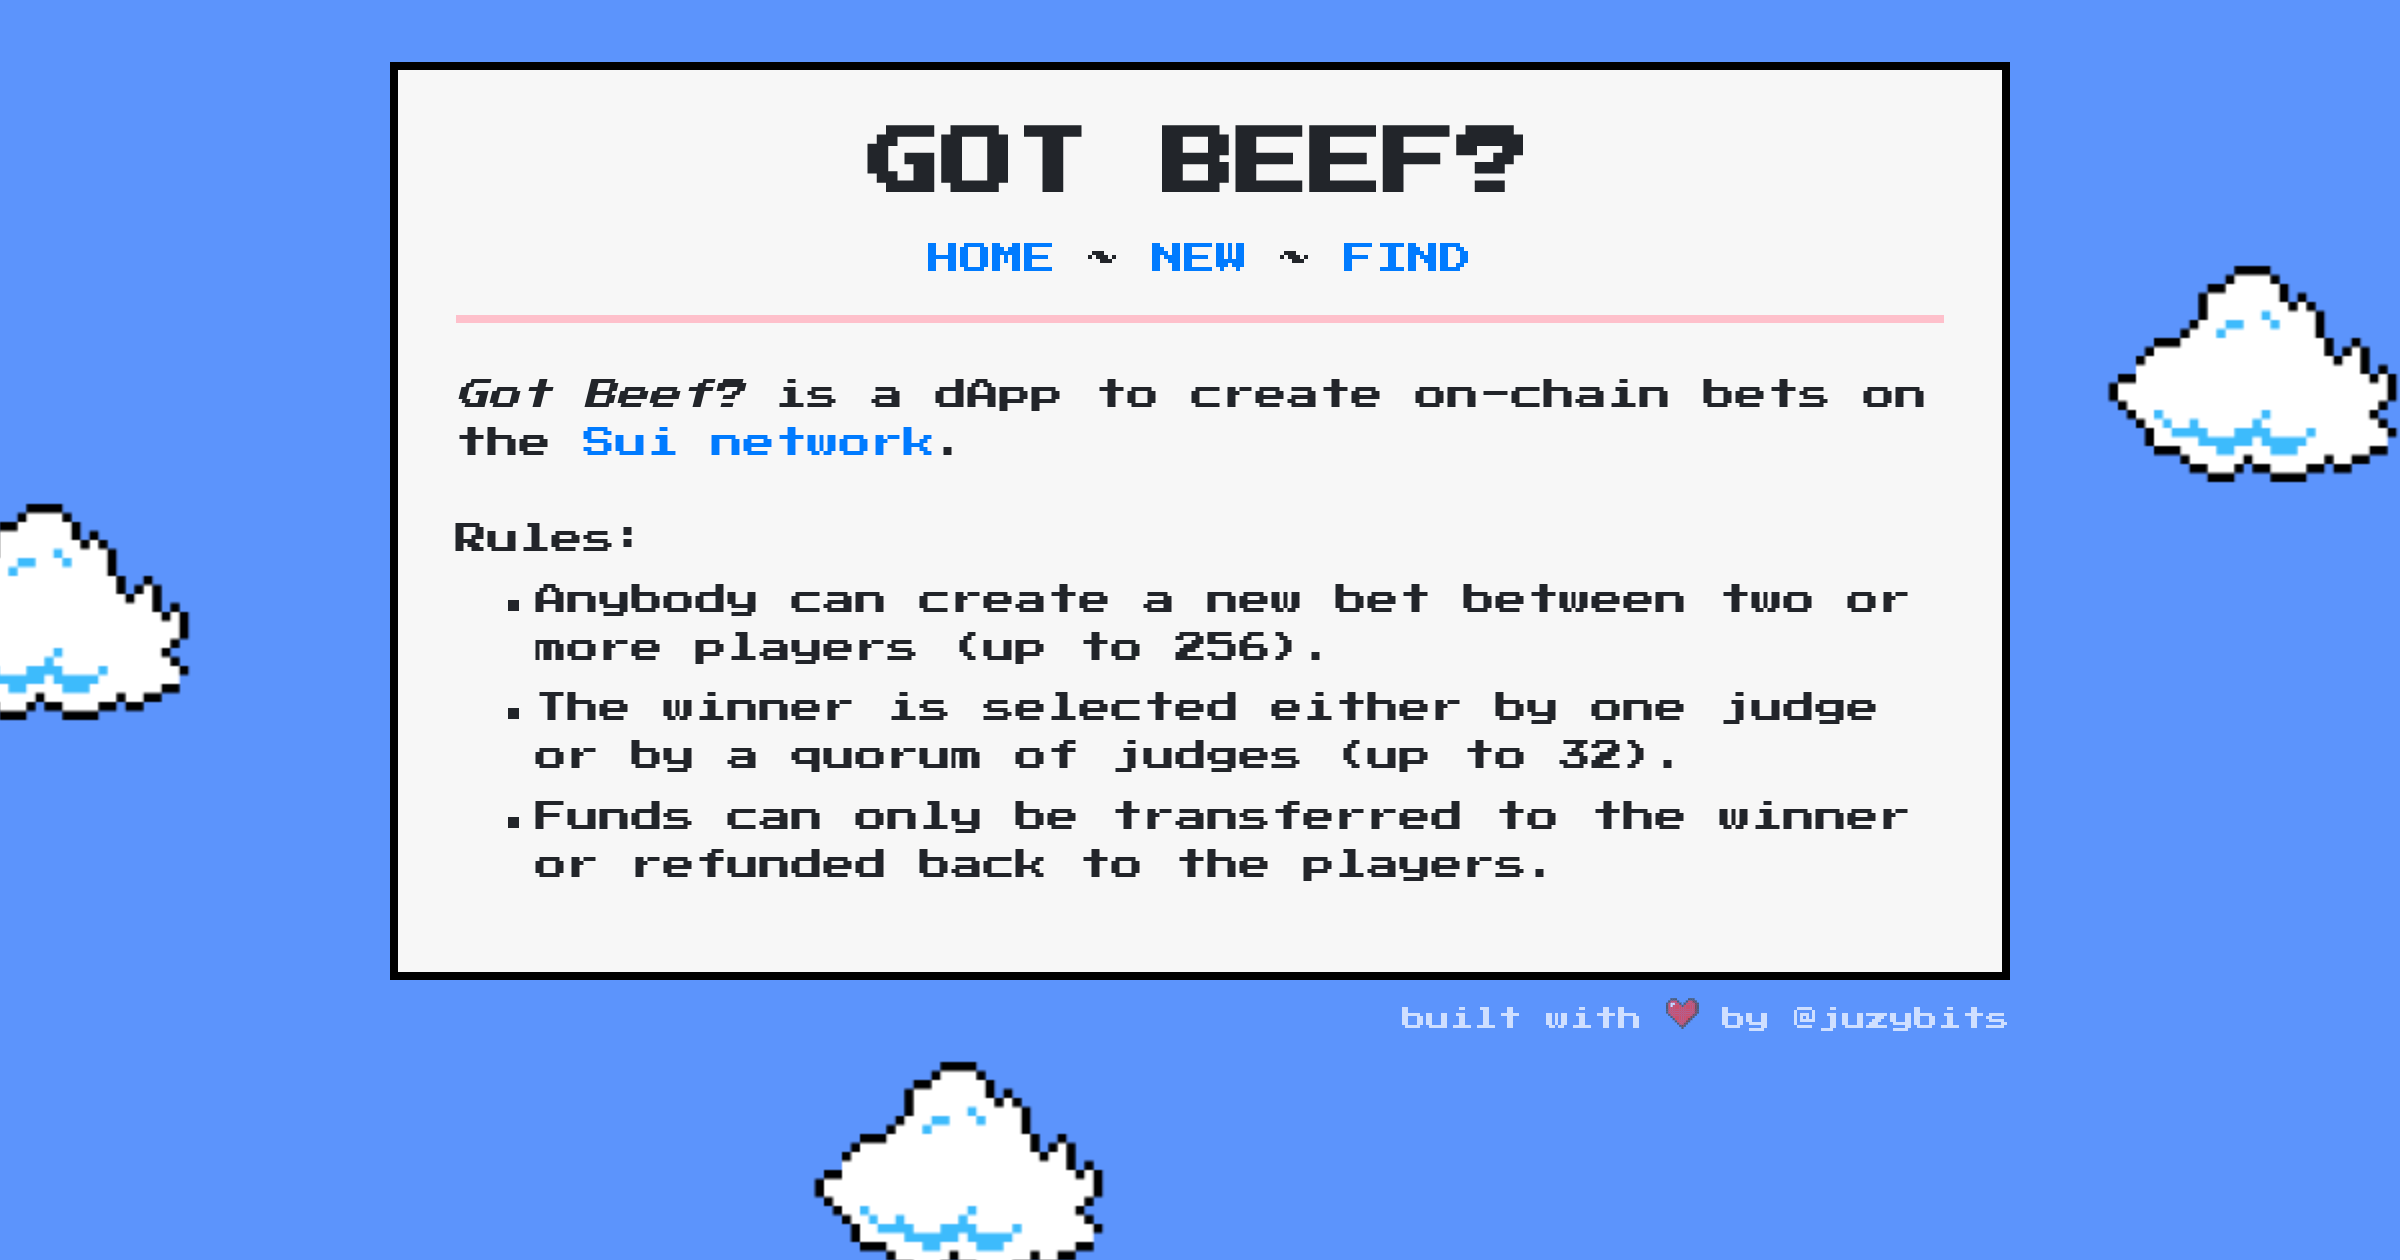 GOT BEEF?
HOME ~ NEW ~ FIND
Got Beef? is a dApp to create on-chain bets on
the Sui network.
Rules:
Anybody can create a new bet between two or
more players (up to 256).
The winner is selected either by one judge
or by a quorum of judges (up to 32).
Funds can only be transferred to the winner
or refunded back to the players.
built with ❤ by @juzybits